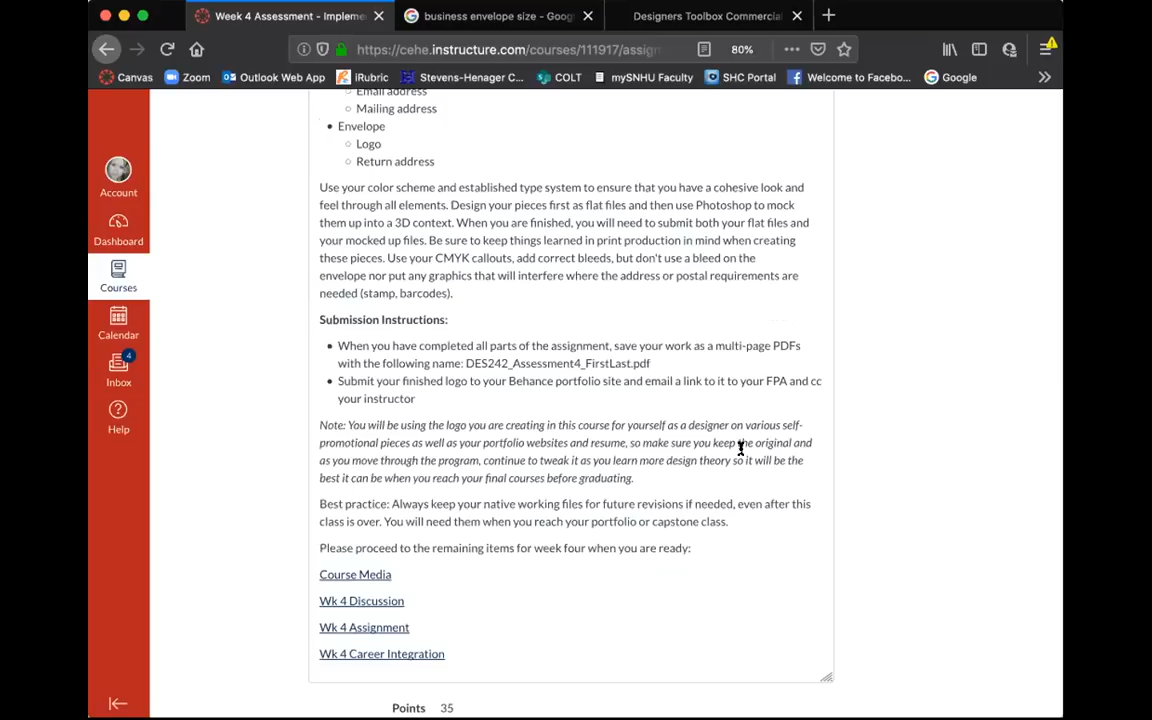 Week 4 Assessment - Impleme
business envelope size - Goog
Designers Toolbox Commercia
https://cehe.instructure.com/courses/111917/assign
80%
Canvas
Zoom
Outlook Web App
iRubric
Stevens-Henager C...
COLT
mySNHU Faculty
SHC Portal
Welcome to Facebo...
Google
Email address
Mailing address
Envelope
Logo
Return address
Use your color scheme and established type system to ensure that you have a cohesive look and
feel through all elements. Design your pieces first as flat files and then use Photoshop to mock
them up into a 3D context. When you are finished, you will need to submit both your flat files and
your mocked up files. Be sure to keep things learned in print production in mind when creating
these pieces. Use your CMYK callouts, add correct bleeds, but don't use a bleed on the
envelope nor put any graphics that will interfere where the address or postal requirements are
needed (stamp, barcodes).
Submission Instructions:
When you have completed all parts of the assignment, save your work as a multi-page PDFs
with the following name: DES242_Assessment4_FirstLast.pdf
Submit your finished logo to your Behance portfolio site and email a link to it to your FPA and cc
your instructor
Note: You will be using the logo you are creating in this course for yourself as a designer on various self-
promotional pieces as well as your portfolio websites and resume, so make sure you keep the original and
as you move through the program, continue to tweak it as you learn more design theory so it will be the
best it can be when you reach your final courses before graduating.
Best practice: Always keep your native working files for future revisions if needed, even after this
class is over. You will need them when you reach your portfolio or capstone class.
Please proceed to the remaining items for week four when you are ready:
Course Media
Wk 4 Discussion
Wk 4 Assignment
Wk 4 Career Integration
Points 35
Account
Dashboard
Courses
Calendar
4
Inbox
Help